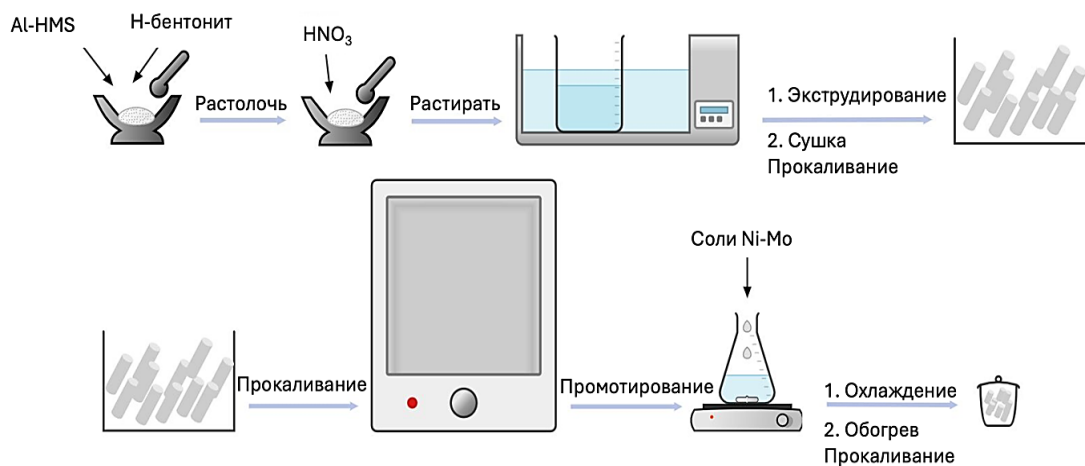 Al-HMS
Н-бентонит
HNO₃
Растолочь
Растирать
1. Экструдирование
2. Сушка
Прокаливание
Соли Ni-Mo
Прокаливание
Промотирование
1. Охлаждение
2. Обогрев
Прокаливание